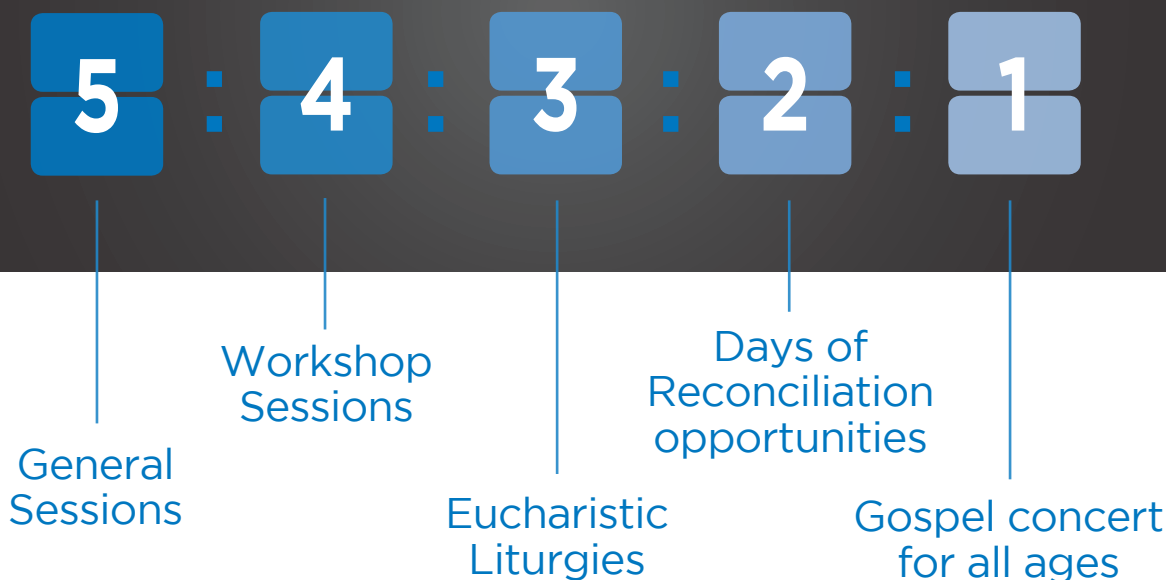 5 : 4 : 3 : 2 : 1
General
Sessions
Workshop
Sessions
Eucharistic
Liturgies
Days of
Reconciliation
opportunities
Gospel concert
for all ages